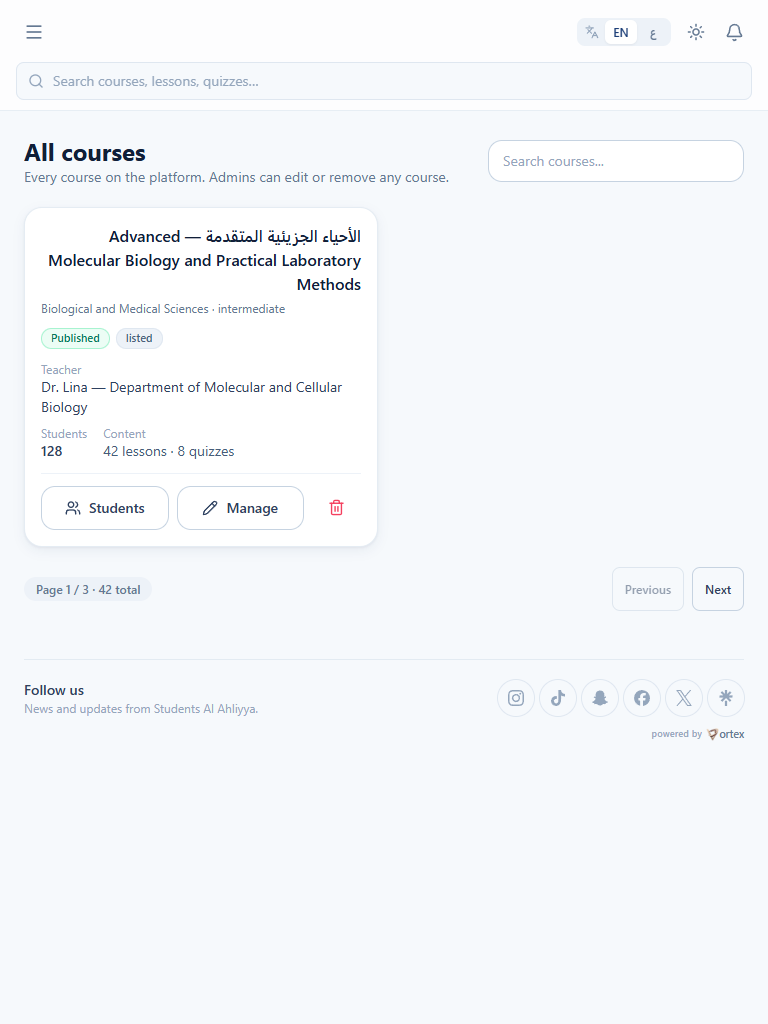 EN
ع
Search courses, lessons, quizzes...
All courses
Every course on the platform. Admins can edit or remove any course.
Search courses...
الأحياء الجزيئية المتقدمة — Advanced
Molecular Biology and Practical Laboratory
Methods
Biological and Medical Sciences · intermediate
Published
listed
Teacher
Dr. Lina — Department of Molecular and Cellular
Biology
Students
Content
128
42 lessons · 8 quizzes
Students
Manage
Page 1 / 3 · 42 total
Previous
Next
Follow us
News and updates from Students Al Ahliyya.
powered by ortex